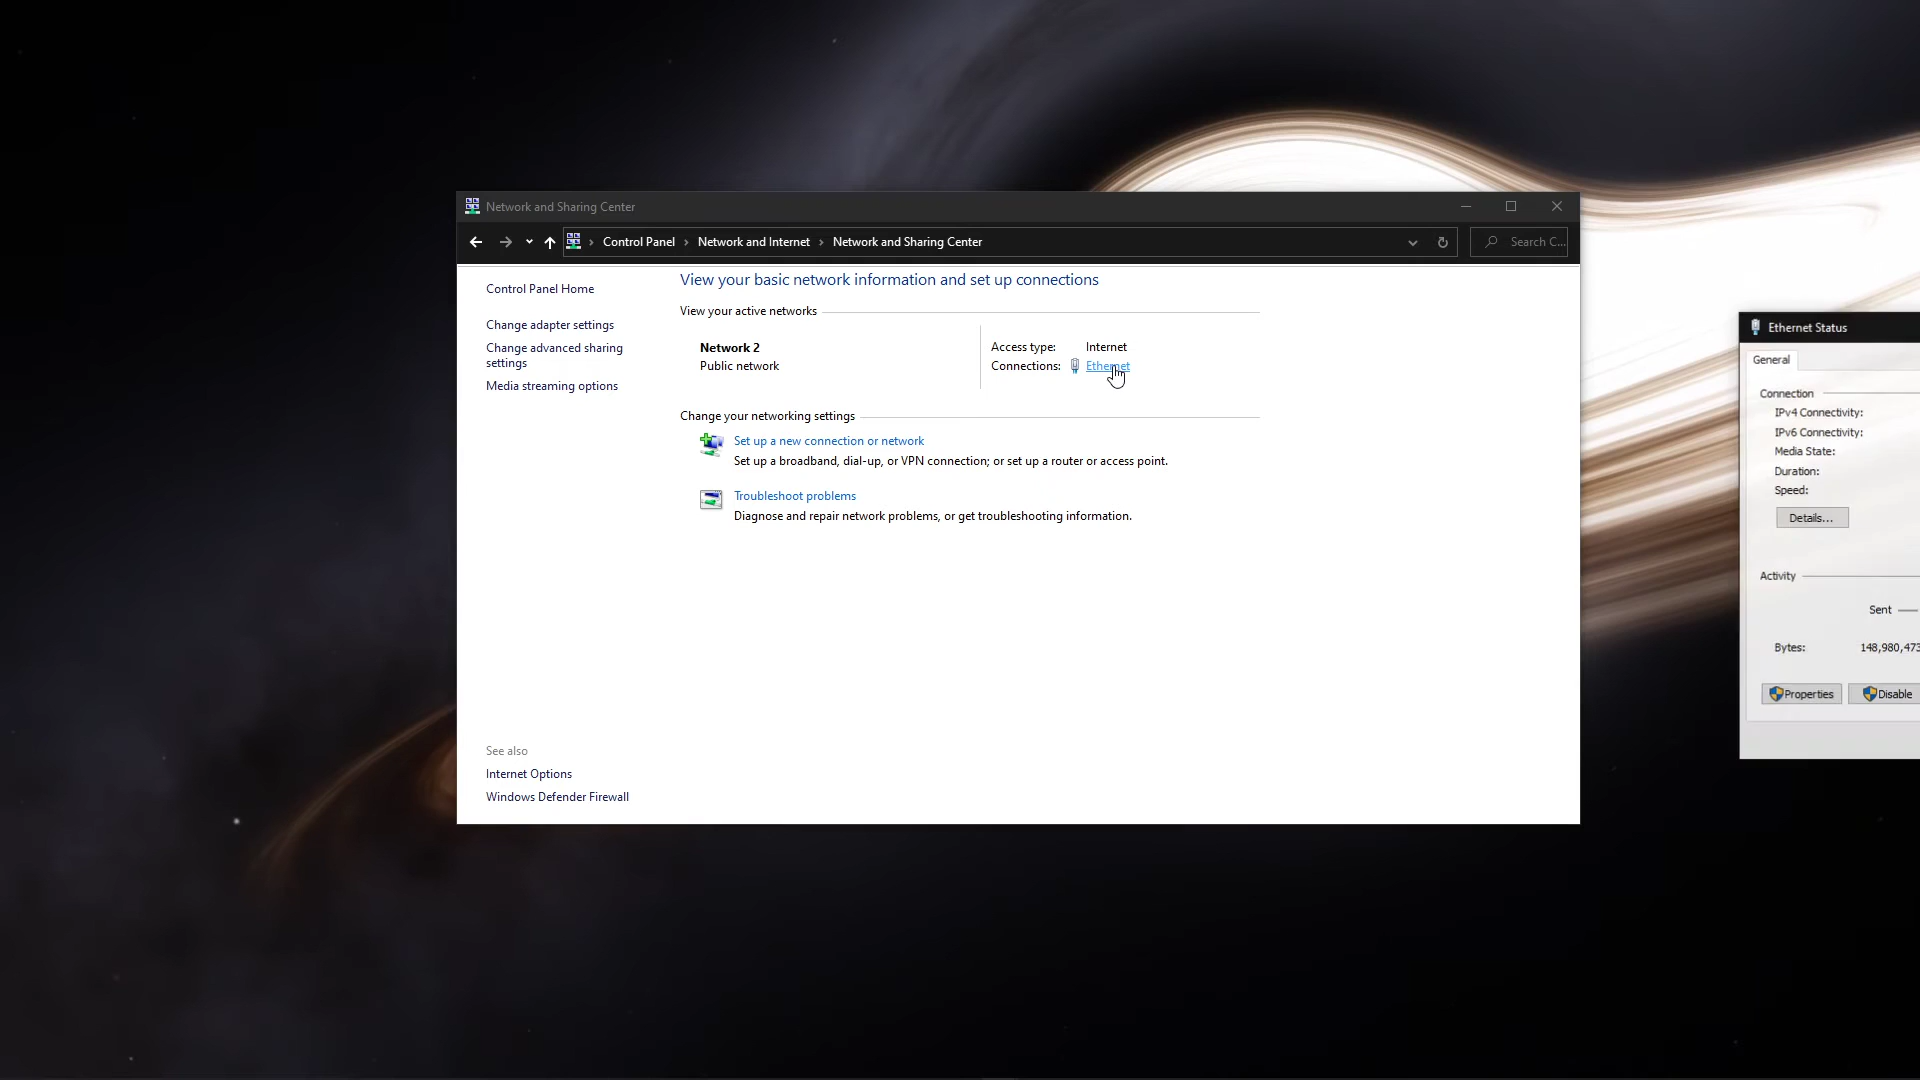 Network and Sharing Center
Control Panel › Network and Internet › Network and Sharing Center
Search C...
Control Panel Home
Change adapter settings
Change advanced sharing
settings
Media streaming options
See also
Internet Options
Windows Defender Firewall
View your basic network information and set up connections
View your active networks
Network 2
Public network
Access type: Internet
Connections: Ethernet
Change your networking settings
Set up a new connection or network
Set up a broadband, dial-up, or VPN connection; or set up a router or access point.
Troubleshoot problems
Diagnose and repair network problems, or get troubleshooting information.
Ethernet Status
General
Connection
IPv4 Connectivity:
IPv6 Connectivity:
Media State:
Duration:
Speed:
Details...
Activity
Sent
Bytes: 148,980,473
Properties Disable